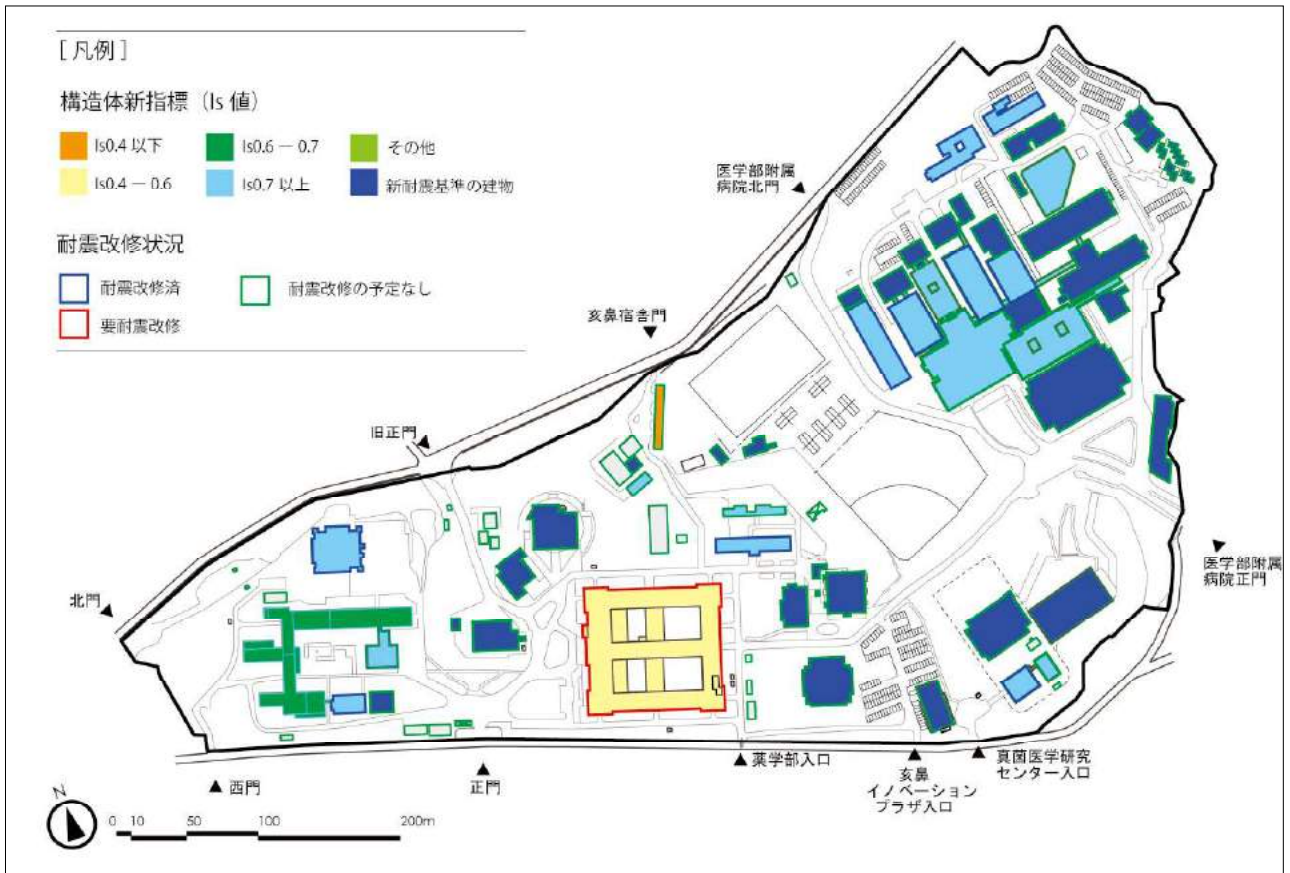 [凡例]
構造体新指標（Is 値）
Is0.4 以下
Is0.6 － 0.7
その他
Is0.4 － 0.6
Is0.7 以上
新耐震基準の建物
耐震改修状況
耐震改修済
耐震改修の予定なし
要耐震改修
医学部附属
病院北門
亥鼻宿舎門
旧正門
北門
医学部附属
病院正門
西門
正門
薬学部入口
亥鼻
イノベーション
プラザ入口
真菌医学研究
センター入口
N
0 10 50 100 200m